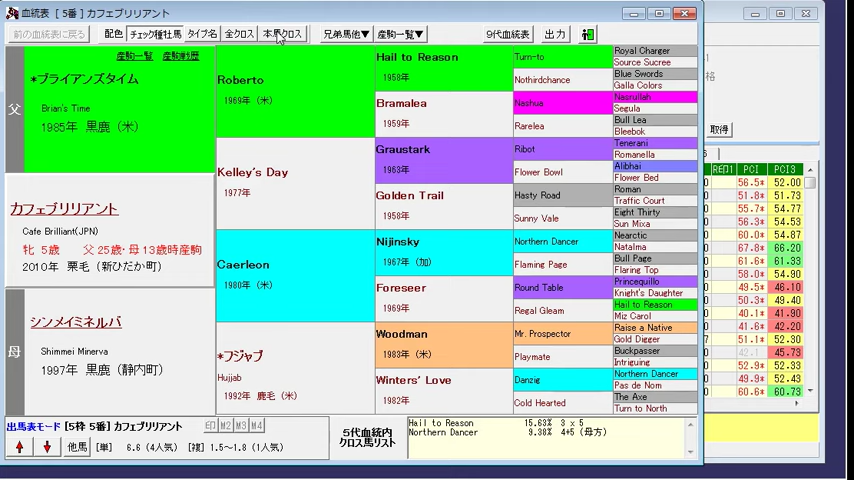 血統表 [ 5番 ] カフェブリリアント
前の血統表に戻る 配色 チェック種牡馬 タイプ名 全クロス 本馬クロス 兄弟馬他▼ 産駒一覧▼ 9代血統表 出力
父
産駒一覧 産駒戦歴
*ブライアンズタイム
Brian's Time
1985年 黒鹿 (米)
カフェブリリアント
Cafe Brilliant(JPN)
牝 5歳 父25歳・母13歳時産駒
2010年 栗毛 (新ひだか町)
母
シンメイミネルバ
Shimmei Minerva
1997年 黒鹿 (静内町)
Roberto
1969年 (米)
Kelley's Day
1977年
Caerleon
1980年 (米)
*フジャブ
Hujjab
1992年 鹿毛 (米)
Hail to Reason
1958年
Bramalea
1959年
Graustark
1963年
Golden Trail
1958年
Nijinsky
1967年 (加)
Foreseer
1969年
Woodman
1983年 (米)
Winters' Love
1982年
Turn-to
Nothirdchance
Nashua
Rarelea
Ribot
Flower Bowl
Hasty Road
Sunny Vale
Northern Dancer
Flaming Page
Round Table
Regal Gleam
Mr. Prospector
Playmate
Danzig
Cold Hearted
Royal Charger
Source Sucree
Blue Swords
Galla Colors
Nasrullah
Segula
Bull Lea
Bleebok
Tenerani
Romanella
Alibhai
Flower Bed
Roman
Traffic Court
Eight Thirty
Sun Mixa
Nearctic
Natalma
Bull Page
Flaring Top
Princequillo
Knight's Daughter
Hail to Reason
Miz Carol
Raise a Native
Gold Digger
Buckpasser
Intriguing
Northern Dancer
Pas de Nom
The Axe
Turn to North
出馬表モード [5枠 5番] カフェブリリアント 印 M2 M3 M4
他馬 [単] 6.6 (4人気) [複] 1.5～1.8 (1人気)
5代血統内
クロス馬リスト
Hail to Reason 15.63% 3 x 5
Northern Dancer 9.38% 4*5 (母方)
格
取得
PCI PCI3
56.5* 52.00
51.8* 51.73
55.7* 54.77
56.3* 54.53
60.0* 54.87
67.8* 66.20
61.6* 61.33
58.0* 54.90
49.5* 46.10
50.3* 49.40
40.1* 41.90
41.6* 42.20
51.1* 52.30
42.1 45.73
52.9* 52.33
49.9* 52.43
60.6* 60.73